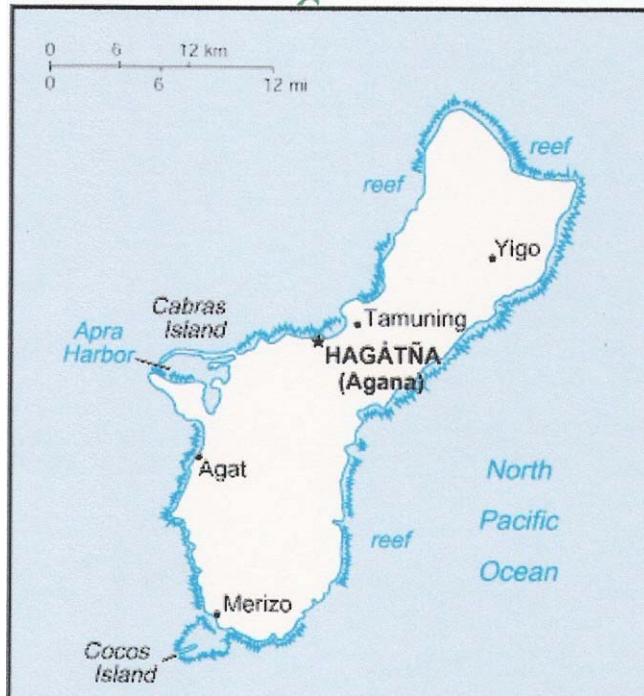 0 6 12 km
0 6 12 mi
reef
reef
Yigo
Cabras
Island
Apra
Harbor
Tamuning
HAGÅTÑA
(Agana)
Agat
North
Pacific
Ocean
reef
Merizo
Cocos
Island